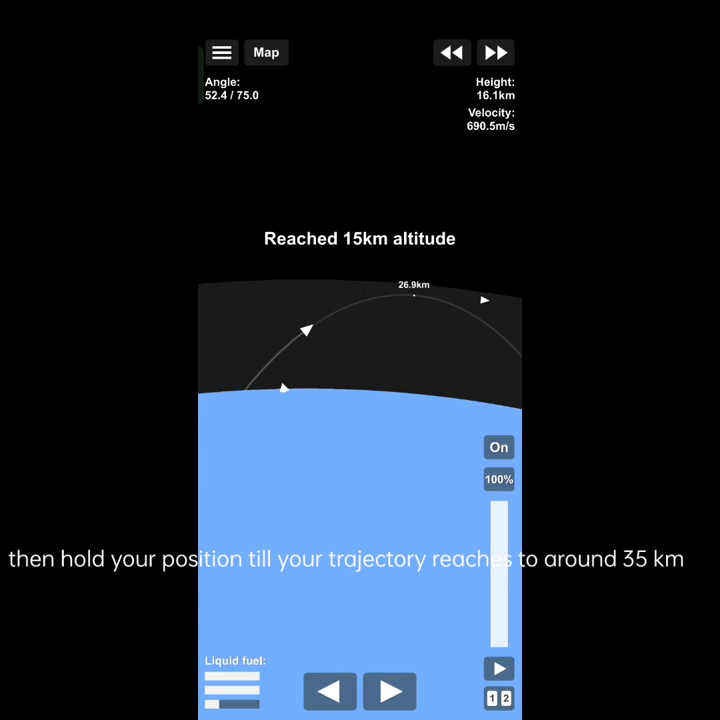 Map
Angle:
52.4 / 75.0
Height:
16.1km
Velocity:
690.5m/s
Reached 15km altitude
26.9km
On
100%
then hold your position till your trajectory reaches to around 35 km
Liquid fuel:
1 2